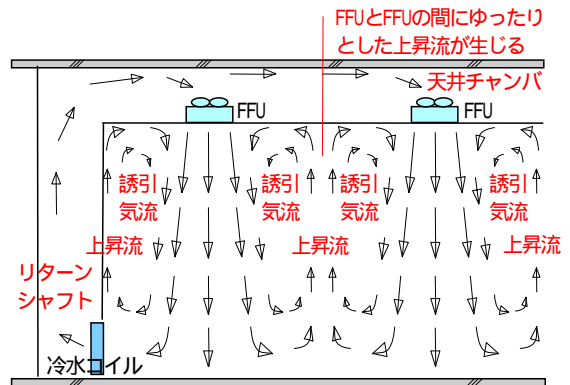 FFUとFFUの間にゆったり
とした上昇流が生じる
天井チャンバ
FFU
FFU
誘引
気流
誘引
気流
誘引
気流
誘引
気流
上昇流
上昇流
上昇流
リターン
シャフト
冷水コイル